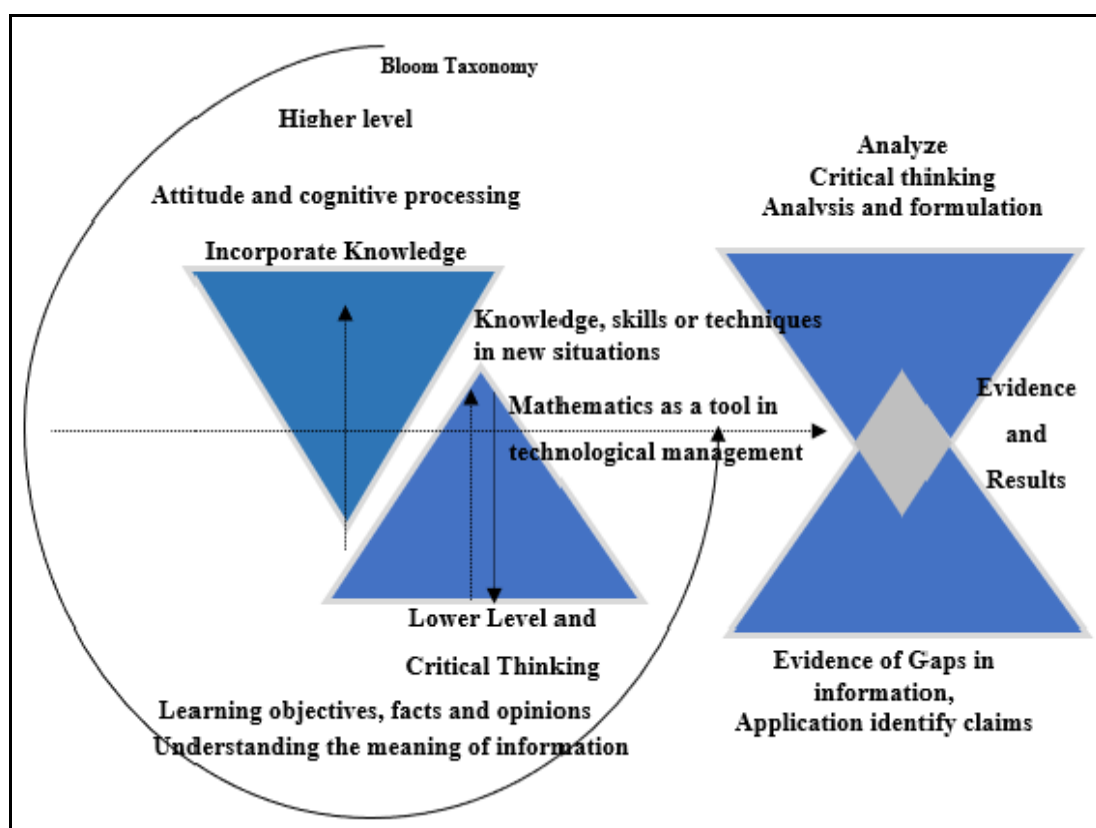 Bloom Taxonomy
Higher level
Attitude and cognitive processing
Incorporate Knowledge
Knowledge, skills or techniques
in new situations
Mathematics as a tool in
technological management
Lower Level and
Critical Thinking
Learning objectives, facts and opinions
Understanding the meaning of information
Analyze
Critical thinking
Analysis and formulation
Evidence
and
Results
Evidence of Gaps in
information,
Application identify claims